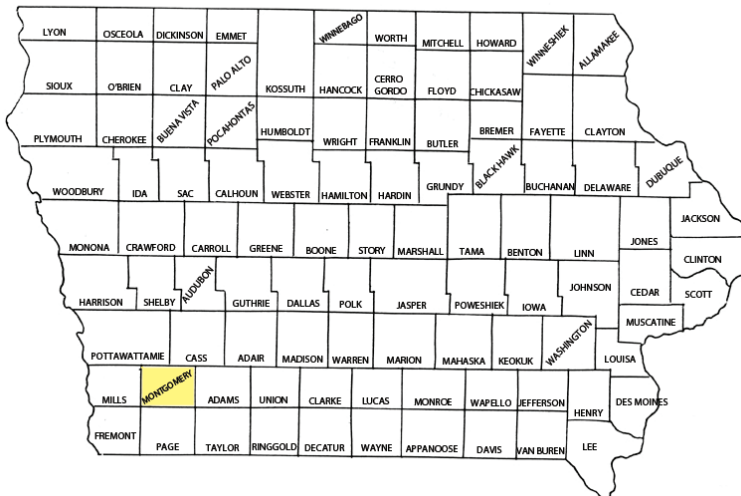 LYON OSCEOLA DICKINSON EMMET WINNEBAGO WORTH MITCHELL HOWARD WINNESHIEK ALLAMAKEE
SIOUX O'BRIEN CLAY PALO ALTO KOSSUTH HANCOCK CERRO GORDO FLOYD CHICKASAW
PLYMOUTH CHEROKEE BUENA VISTA POCAHONTAS HUMBOLDT WRIGHT FRANKLIN BUTLER BREMER FAYETTE CLAYTON
WOODBURY IDA SAC CALHOUN WEBSTER HAMILTON HARDIN GRUNDY BLACK HAWK BUCHANAN DELAWARE DUBUQUE
MONONA CRAWFORD CARROLL GREENE BOONE STORY MARSHALL TAMA BENTON LINN JONES JACKSON
CLINTON
HARRISON SHELBY AUDUBON GUTHRIE DALLAS POLK JASPER POWESHIEK IOWA JOHNSON CEDAR SCOTT
MUSCATINE
POTTAWATTAMIE CASS ADAIR MADISON WARREN MARION MAHASKA KEOKUK WASHINGTON LOUISA
MILLS MONTGOMERY ADAMS UNION CLARKE LUCAS MONROE WAPELLO JEFFERSON HENRY DES MOINES
FREMONT PAGE TAYLOR RINGGOLD DECATUR WAYNE APPANOOSE DAVIS VAN BUREN LEE